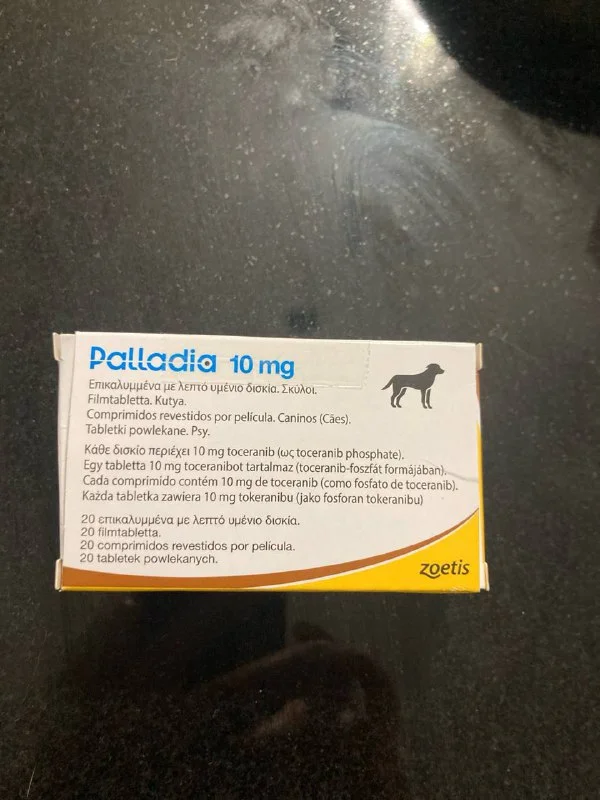 Palladia 10 mg
Επικαλυμμένα με λεπτό υμένιο δισκία. Σκύλοι.
Filmtabletta. Kutya.
Comprimidos revestidos por película. Caninos (Cães).
Tabletki powlekane. Psy.
Κάθε δισκίο περιέχει 10 mg toceranib (ως toceranib phosphate).
Egy tabletta 10 mg toceranibot tartalmaz (toceranib-foszfát formájában).
Cada comprimido contém 10 mg de toceranib (como fosfato de toceranib).
Każda tabletka zawiera 10 mg tokeranibu (jako fosforan tokeranibu)
20 επικαλυμμένα με λεπτό υμένιο δισκία.
20 filmtabletta.
20 comprimidos revestidos por película.
20 tabletek powlekanych.
zoetis